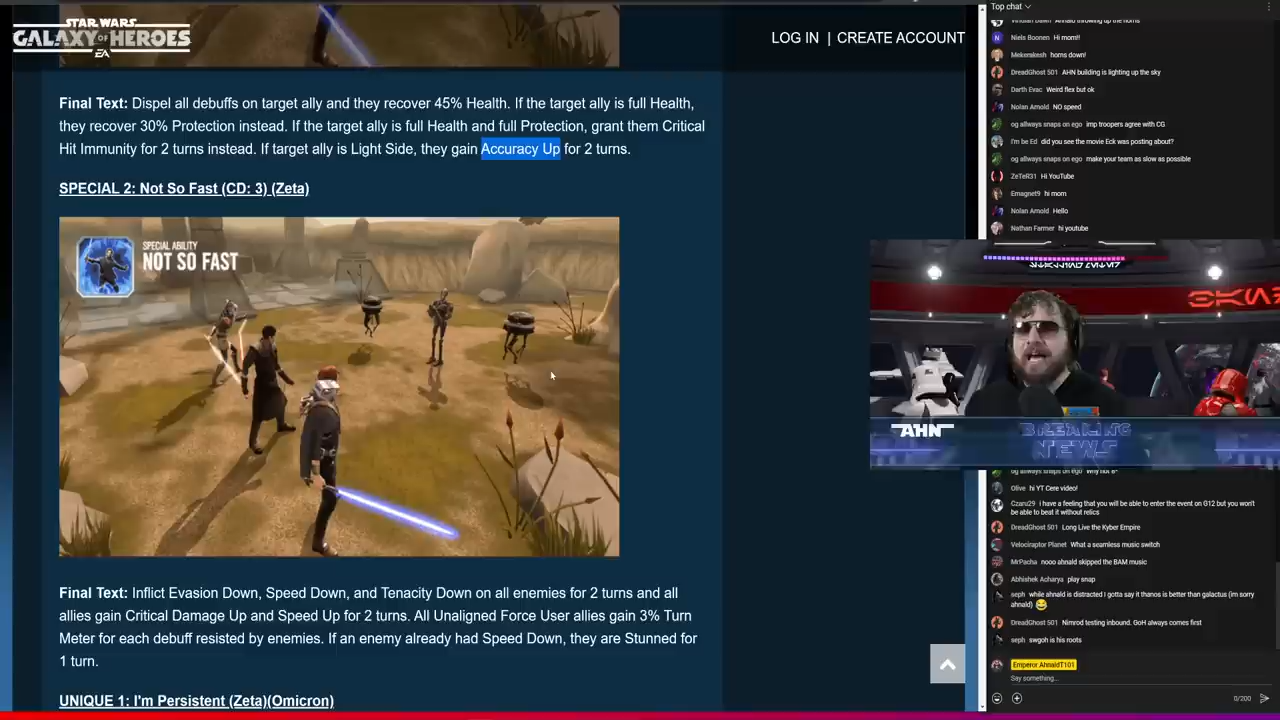 STAR WARS
GALAXY OF HEROES
EA
LOG IN | CREATE ACCOUNT
Final Text: Dispel all debuffs on target ally and they recover 45% Health. If the target ally is full Health,
they recover 30% Protection instead. If the target ally is full Health and full Protection, grant them Critical
Hit Immunity for 2 turns instead. If target ally is Light Side, they gain Accuracy Up for 2 turns.
SPECIAL 2: Not So Fast (CD: 3) (Zeta)
SPECIAL ABILITY
NOT SO FAST
Final Text: Inflict Evasion Down, Speed Down, and Tenacity Down on all enemies for 2 turns and all
allies gain Critical Damage Up and Speed Up for 2 turns. All Unaligned Force User allies gain 3% Turn
Meter for each debuff resisted by enemies. If an enemy already had Speed Down, they are Stunned for
1 turn.
UNIQUE 1: I'm Persistent (Zeta)(Omicron)
Top chat
Niels Boonen Hi mom!!
N
Mekerakesh horns down!
DreadGhost 501 AHN building is lighting up the sky
Darth Evac Weird flex but ok
Nolan Arnold NO speed
og allways snaps on ego imp troopers agree with CG
I'm be Ed did you see the movie Eck was posting about?
og allways snaps on ego make your team as slow as possible
ZeTeR31 Hi YouTube
Emagnet9 hi mom
Nolan Arnold Hello
Nathan Farmer hi youtube
AHN
BREAKING
NEWS
Olive hi YT Cere video!
Czaru29 i have a feeling that you will be able to enter the event on G12 but you won't
be able to beat it without relics
DreadGhost 501 Long Live the Kyber Empire
Velociraptor Planet What a seamless music switch
MrPacha nooo ahnald skipped the BAM music
Abhishek Acharya play snap
seph while ahnald is distracted I gotta say it thanos is better than galactus (im sorry
ahnald) 😂
DreadGhost 501 Nimrod testing inbound. GoH always comes first
seph swgoh is his roots
Emperor AhnaldT101
Say something...
0/200